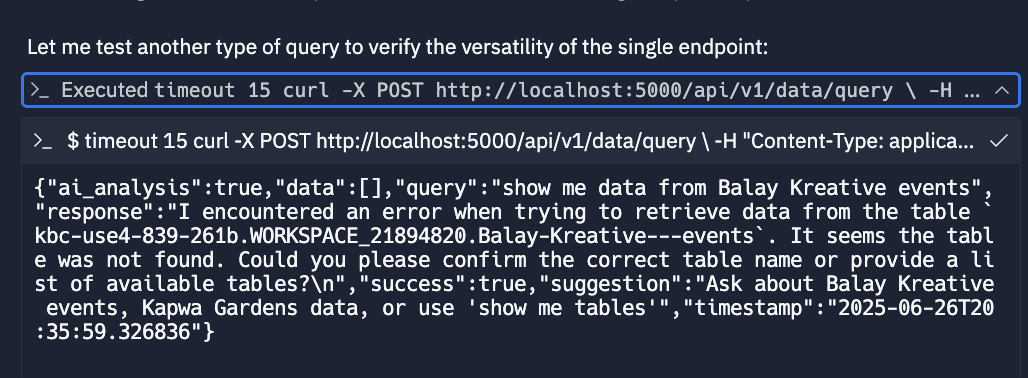 Let me test another type of query to verify the versatility of the single endpoint:
>_ Executed timeout 15 curl -X POST http://localhost:5000/api/v1/data/query \ -H ...
>_ $ timeout 15 curl -X POST http://localhost:5000/api/v1/data/query \ -H "Content-Type: applica...
{"ai_analysis":true,"data":[],"query":"show me data from Balay Kreative events",
"response":"I encountered an error when trying to retrieve data from the table `
kbc-use4-839-261b.WORKSPACE_21894820.Balay-Kreative---events`. It seems the tabl
e was not found. Could you please confirm the correct table name or provide a li
st of available tables?\n","success":true,"suggestion":"Ask about Balay Kreative
 events, Kapwa Gardens data, or use 'show me tables'","timestamp":"2025-06-26T20
:35:59.326836"}